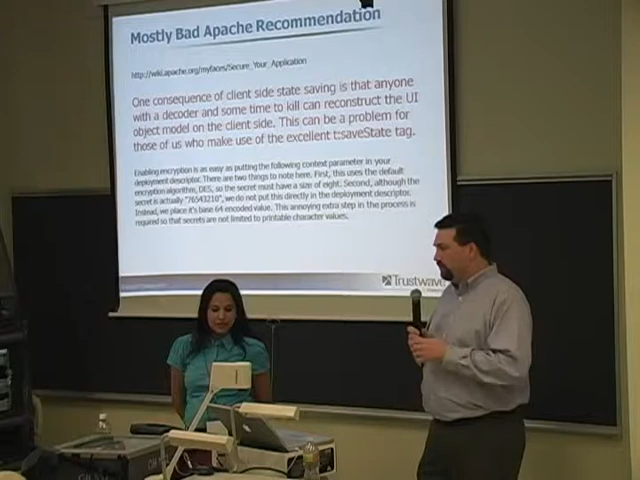 Mostly Bad Apache Recommendation
http://wiki.apache.org/myfaces/Secure_Your_Application
One consequence of client side state saving is that anyone
with a decoder and some time to kill can reconstruct the UI
object model on the client side. This can be a problem for
those of us who make use of the excellent t:saveState tag.
Enabling encryption is as easy as putting the following context parameter in your
deployment descriptor. There are two things to note here. First, this uses the default
encryption algorithm, DES, so the secret must have a size of eight. Second, although the
secret is actually "76543210", we do not put this directly in the deployment descriptor.
Instead, we place it's base 64 encoded value. This annoying extra step in the process is
required so that secrets are not limited to printable character values.
Trustwave